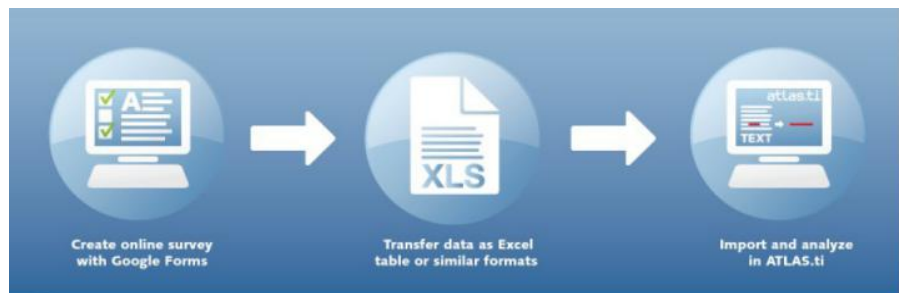 A
XLS
atlas.ti
TEXT
Create online survey
with Google Forms
Transfer data as Excel
table or similar formats
Import and analyze
in ATLAS.ti